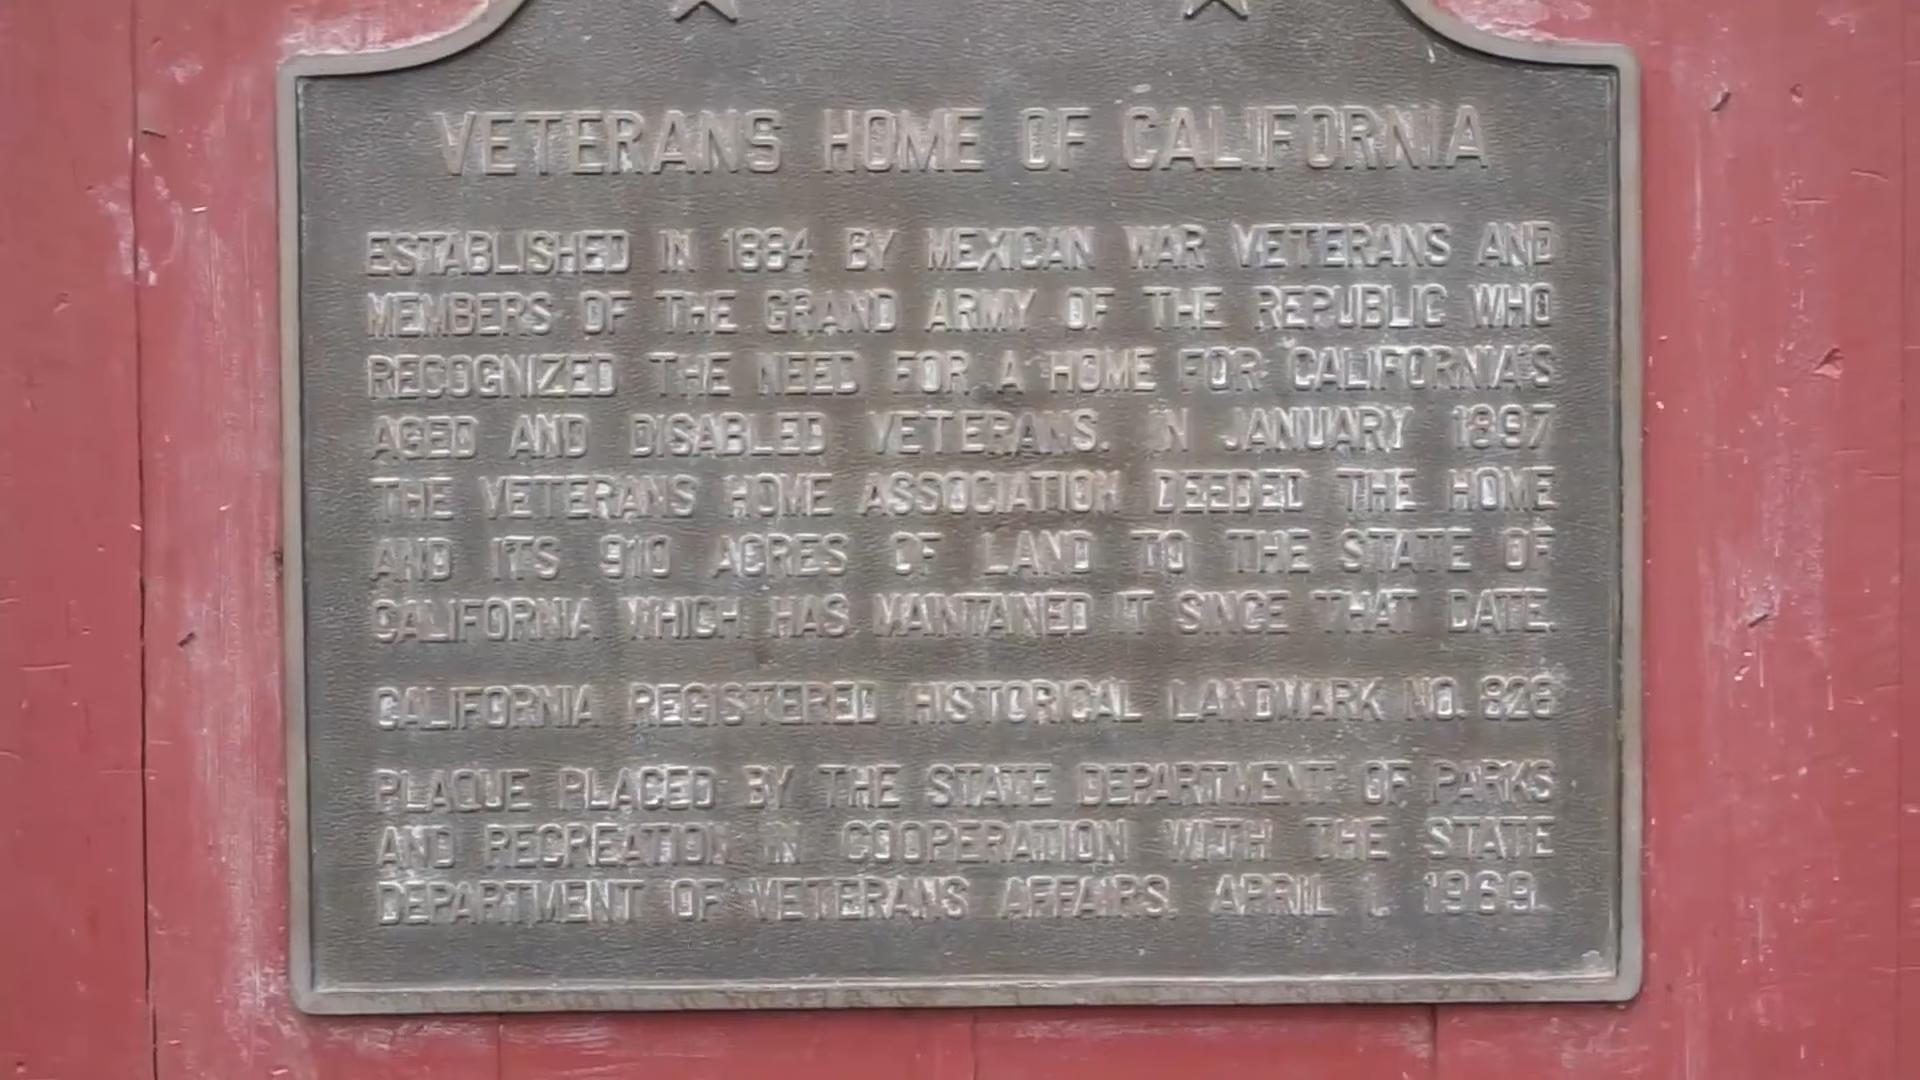 VETERANS HOME OF CALIFORNIA
ESTABLISHED IN 1884 BY MEXICAN WAR VETERANS AND
MEMBERS OF THE GRAND ARMY OF THE REPUBLIC WHO
RECOGNIZED THE NEED FOR A HOME FOR CALIFORNIA'S
AGED AND DISABLED VETERANS. IN JANUARY 1897
THE VETERANS HOME ASSOCIATION DEEDED THE HOME
AND ITS 910 ACRES OF LAND TO THE STATE OF
CALIFORNIA WHICH HAS MAINTAINED IT SINCE THAT DATE.
CALIFORNIA REGISTERED HISTORICAL LANDMARK NO. 828
PLAQUE PLACED BY THE STATE DEPARTMENT OF PARKS
AND RECREATION IN COOPERATION WITH THE STATE
DEPARTMENT OF VETERANS AFFAIRS. APRIL 1, 1969.